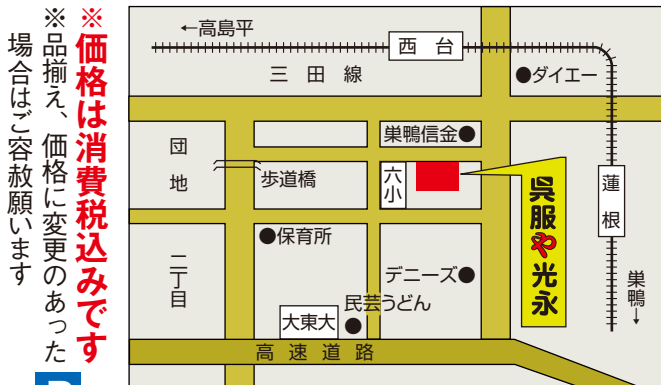 ※価格は消費税込みです
※品揃え、価格に変更のあった
場合はご容赦願います
P
←高島平
西台
三田線
●ダイエー
巣鴨信金●
団地
歩道橋
六小
呉服や光永
蓮根
●保育所
二丁目
デニーズ●
巣鴨→
民芸うどん
●
大東大
高速道路